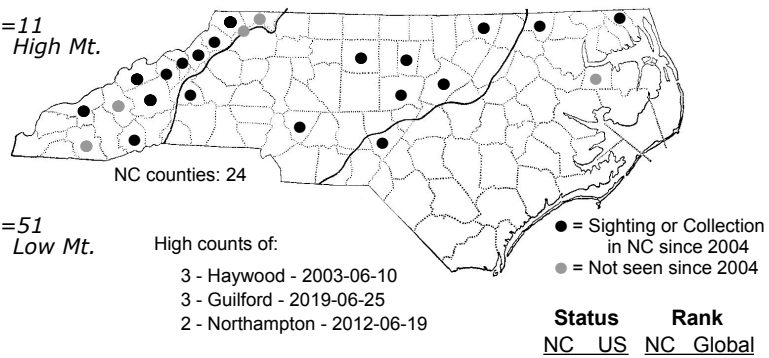 =11
High Mt.
NC counties: 24
=51
Low Mt.
High counts of:
3 - Haywood - 2003-06-10
3 - Guilford - 2019-06-25
2 - Northampton - 2012-06-19
= Sighting or Collection
in NC since 2004
= Not seen since 2004
Status Rank
NC US NC Global